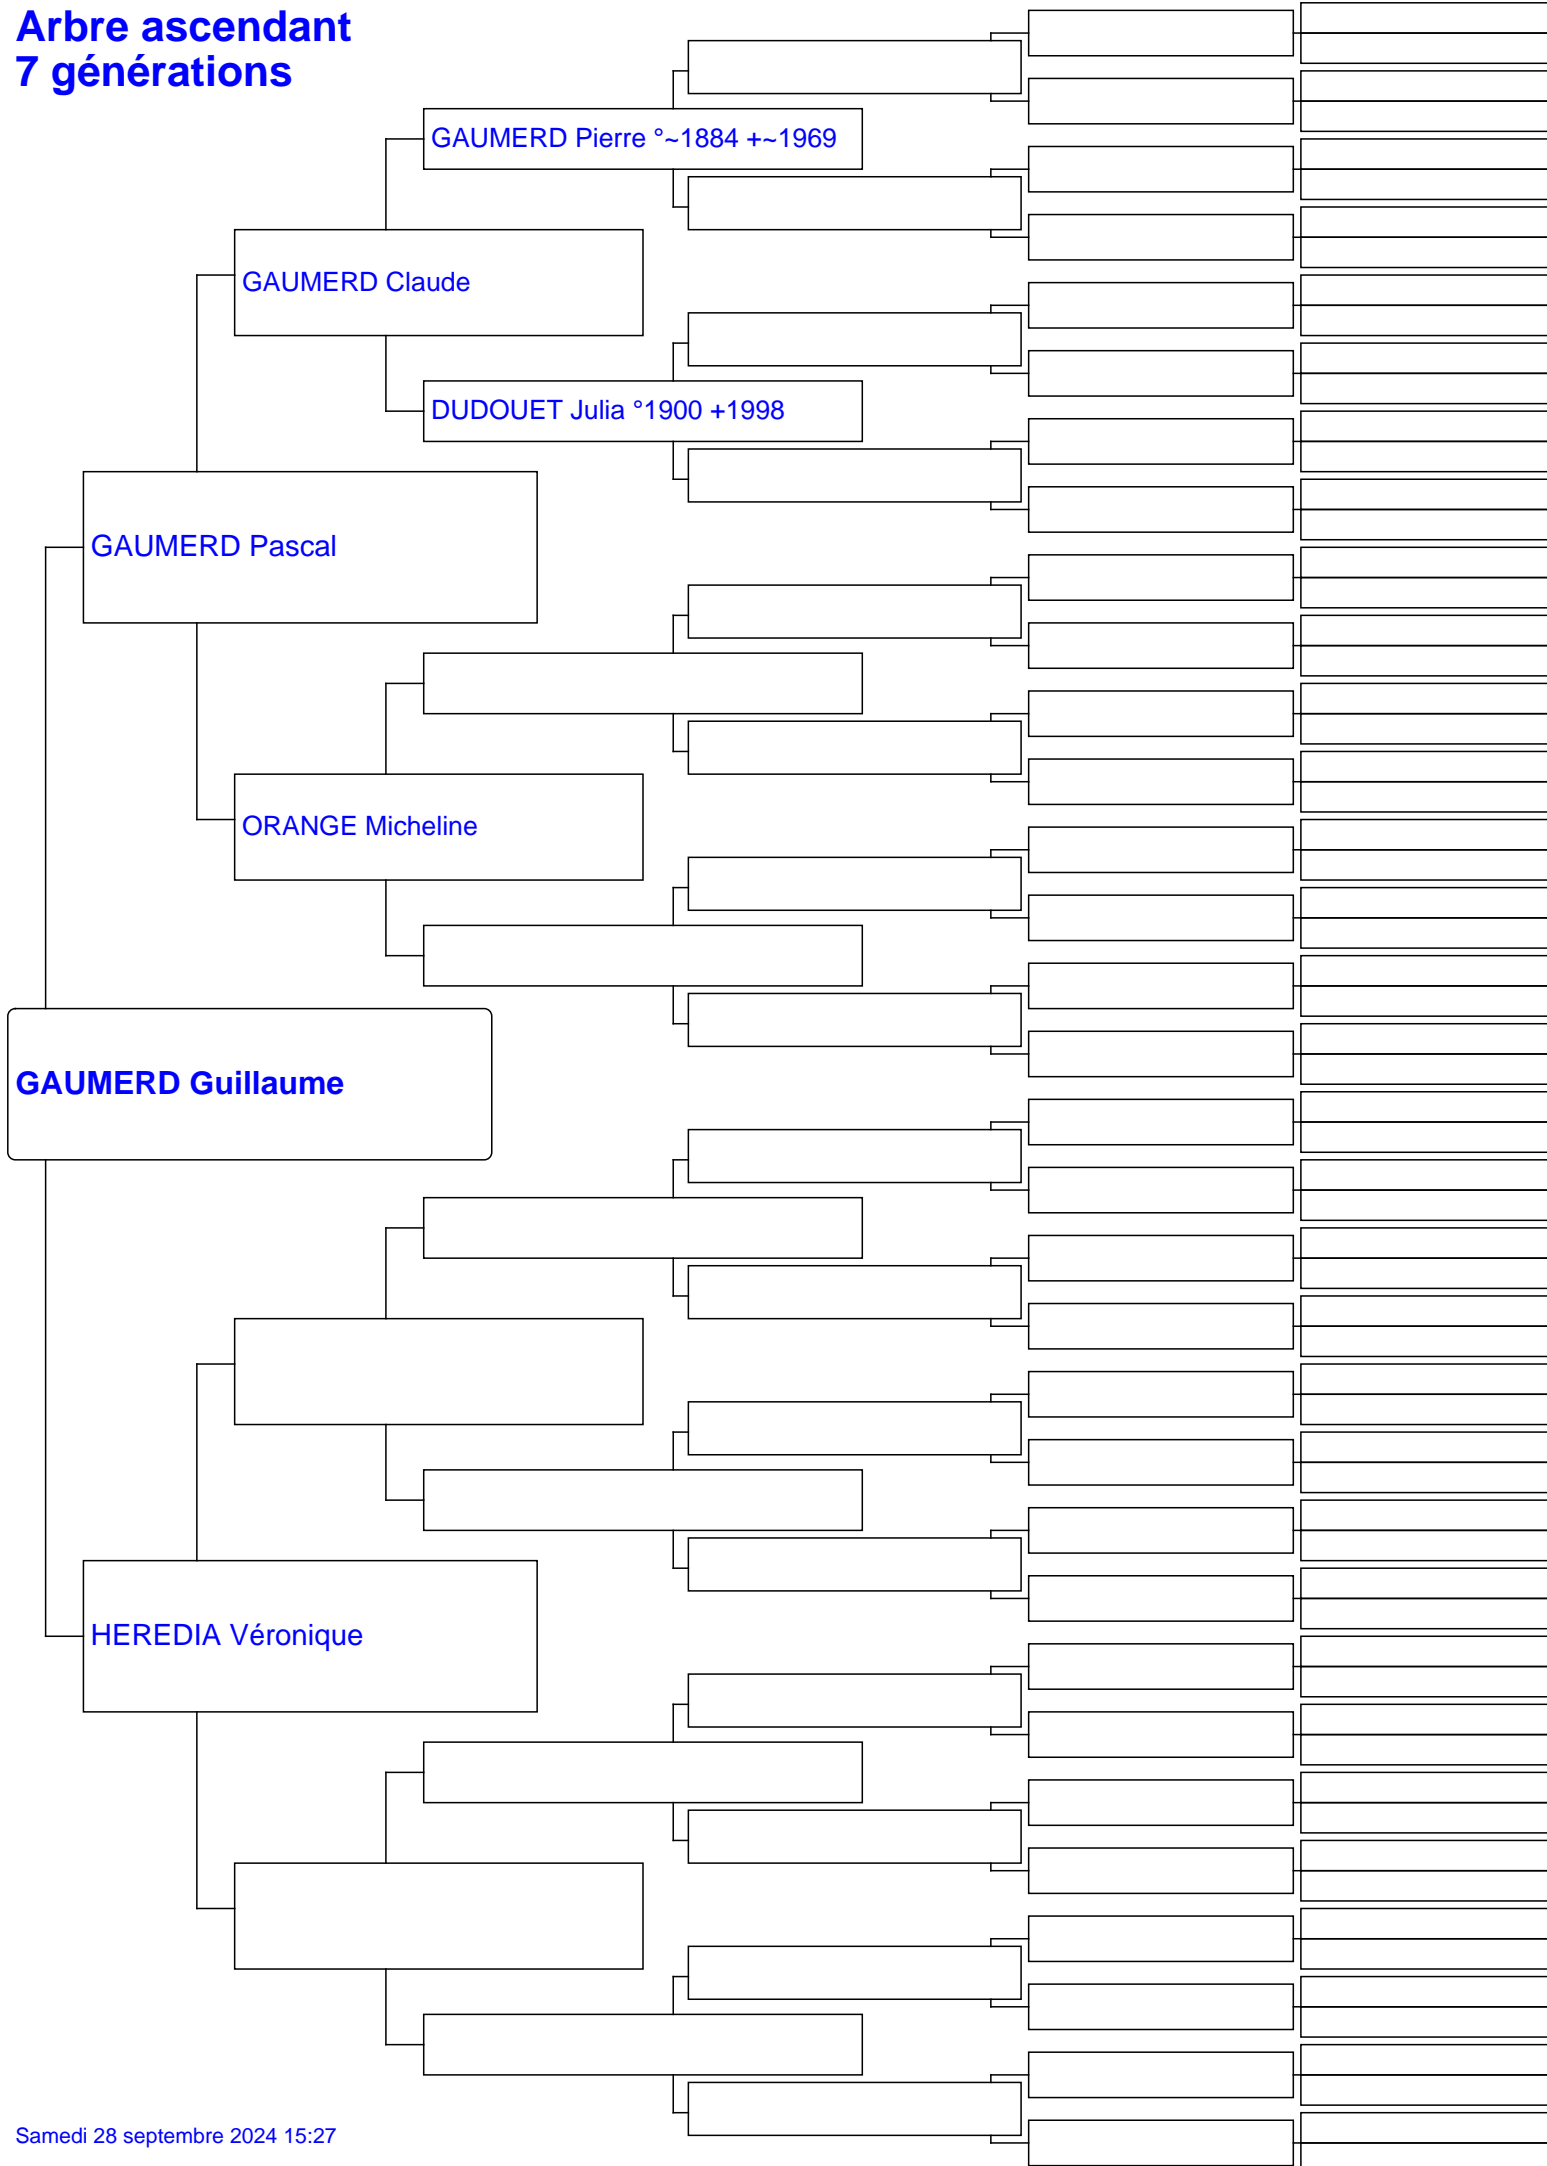 Arbre ascendant
7 générations
GAUMERD Pierre °~1884 +~1969
GAUMERD Claude
DUDOUET Julia °1900 +1998
GAUMERD Pascal
ORANGE Micheline
GAUMERD Guillaume
HEREDIA Véronique
Samedi 28 septembre 2024 15:27